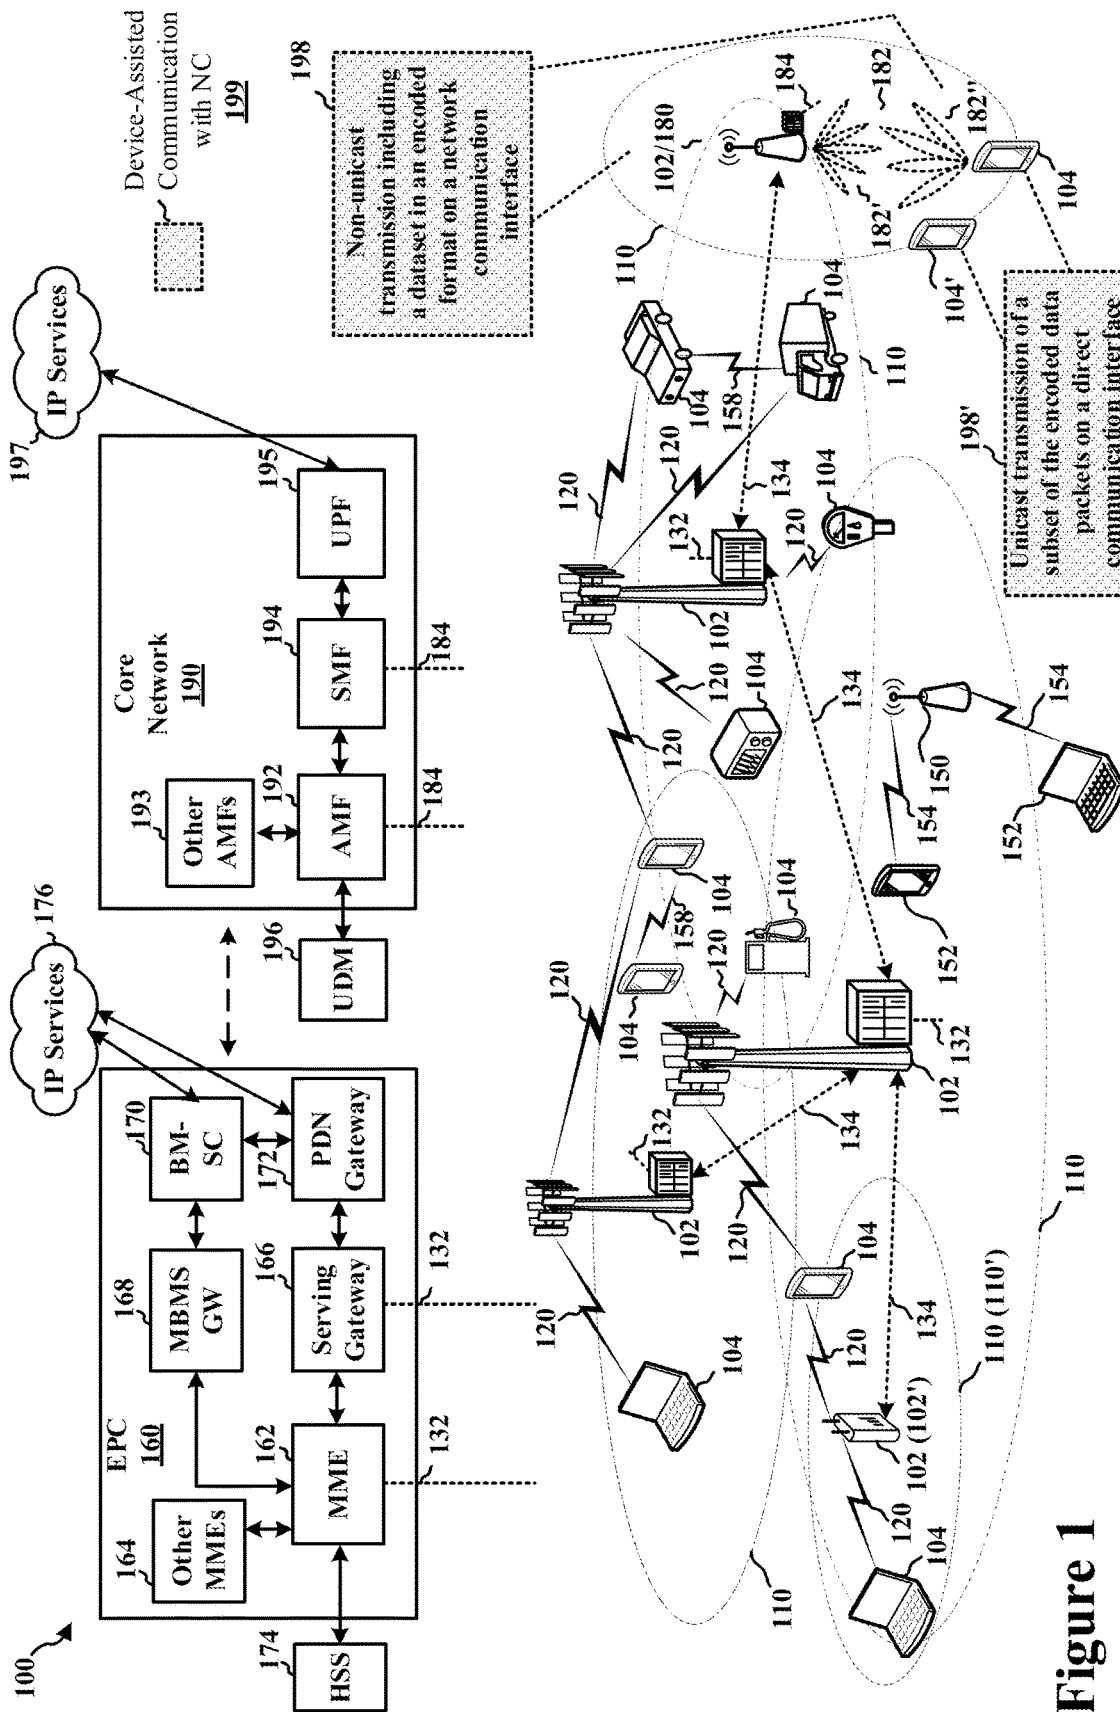 100
174
HSS
EPC
160
164
Other
MMEs
162
MME
132
168
MBMS
GW
166
Serving
Gateway
132
170
BM-
SC
172
PDN
Gateway
IP Services
176
196
UDM
Core
Network
190
193
Other
AMFs
192
AMF
184
194
SMF
184
195
UPF
197
IP Services
Device-Assisted
Communication
with NC
199
198
Non-unicast
transmission including
a dataset in an encoded
format on a network
communication
interface
120
120
120
120
120
104
158
104
104
110
102/180
184
182
182'
182''
104
104'
110
198'
Unicast transmission of a
subset of the encoded data
packets on a direct
communication interface
134
132
102
120
104
104
120
104
158
104
120
104
134
102
132
134
132
102
120
104
110
120
104
120
104
102 (102')
134
110 (110')
110
152
154
150
154
152
Figure 1